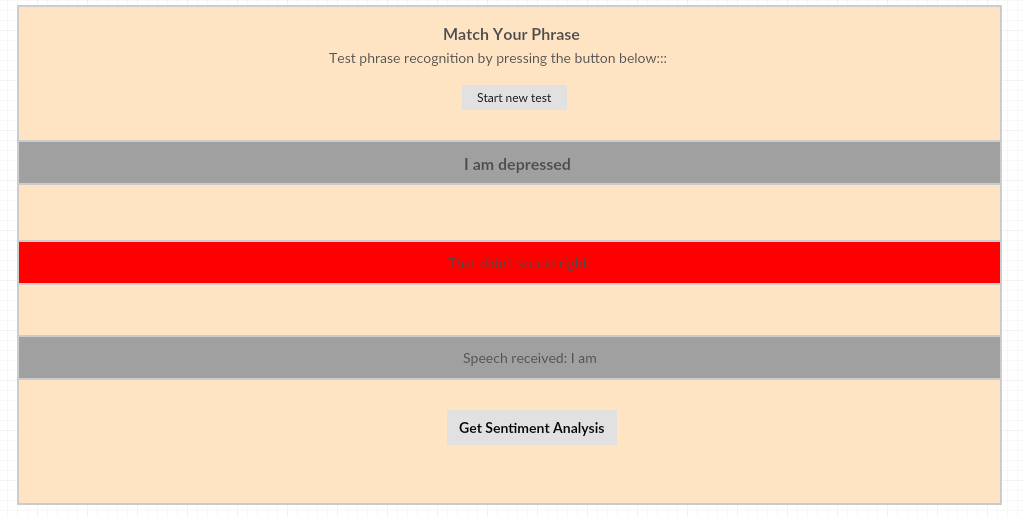 Match Your Phrase
Test phrase recognition by pressing the button below:::
Start new test
I am depressed
That didn't sound right.
Speech received: I am
Get Sentiment Analysis